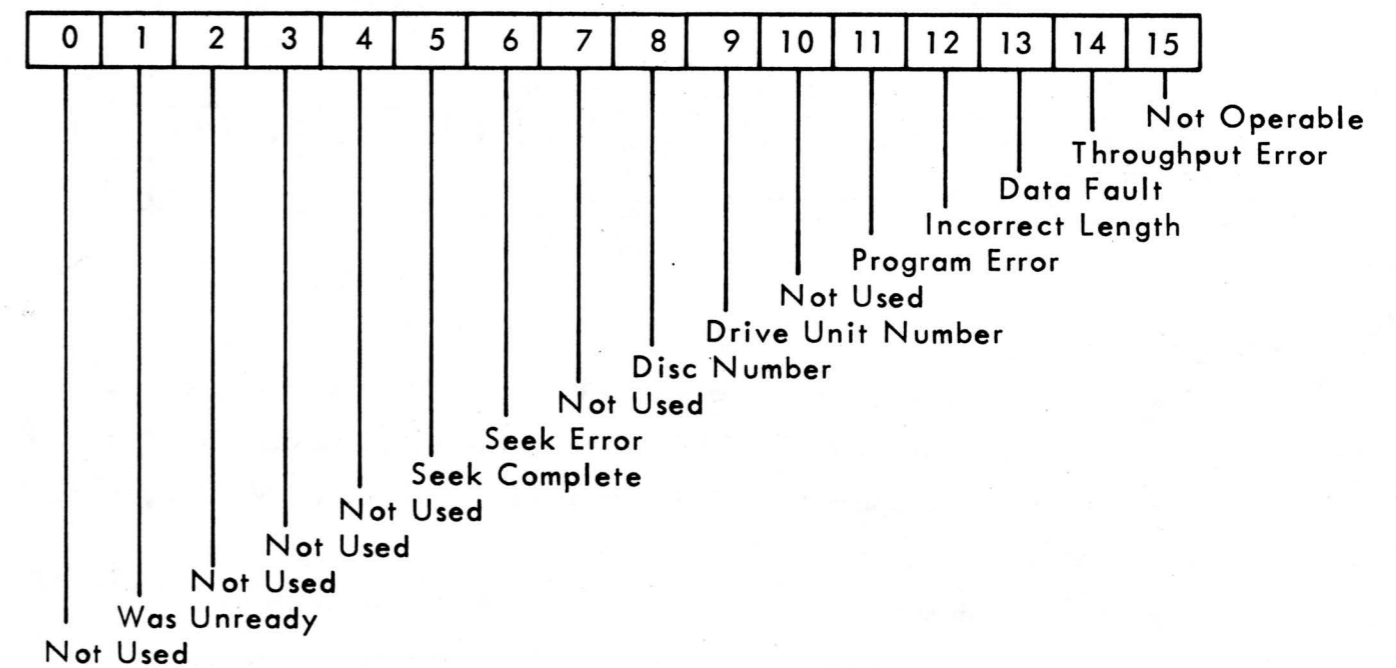 0 1 2 3 4 5 6 7 8 9 10 11 12 13 14 15
Not Operable
Throughput Error
Data Fault
Incorrect Length
Program Error
Not Used
Drive Unit Number
Disc Number
Not Used
Seek Error
Seek Complete
Not Used
Not Used
Not Used
Was Unready
Not Used